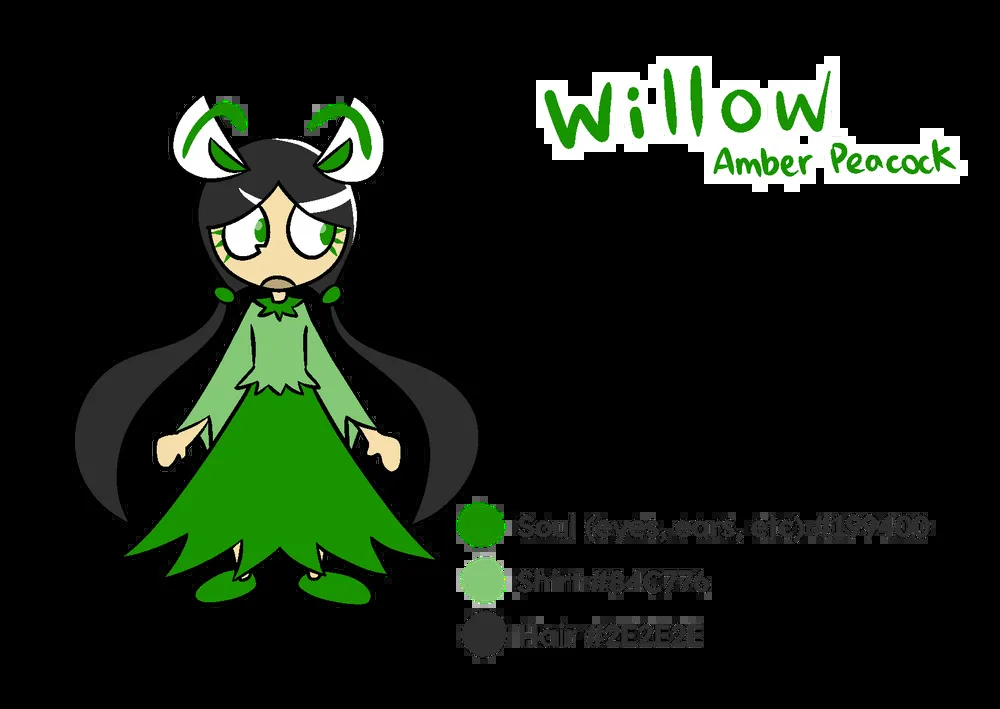 Willow
Amber Peacock
Soul (eyes, ears, etc) #199400
Shirt #84C776
Hair #2E2E2E